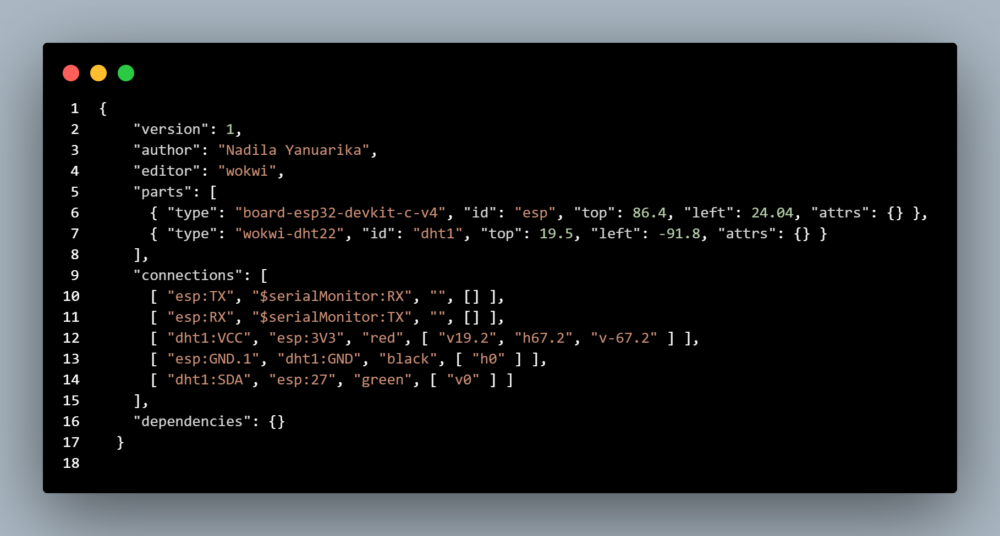 1 {
2     "version": 1,
3     "author": "Nadila Yanuarika",
4     "editor": "wokwi",
5     "parts": [
6       { "type": "board-esp32-devkit-c-v4", "id": "esp", "top": 86.4, "left": 24.04, "attrs": {} },
7       { "type": "wokwi-dht22", "id": "dht1", "top": 19.5, "left": -91.8, "attrs": {} }
8     ],
9     "connections": [
10       [ "esp:TX", "$serialMonitor:RX", "", [] ],
11       [ "esp:RX", "$serialMonitor:TX", "", [] ],
12       [ "dht1:VCC", "esp:3V3", "red", [ "v19.2", "h67.2", "v-67.2" ] ],
13       [ "esp:GND.1", "dht1:GND", "black", [ "h0" ] ],
14       [ "dht1:SDA", "esp:27", "green", [ "v0" ] ]
15     ],
16     "dependencies": {}
17   }
18